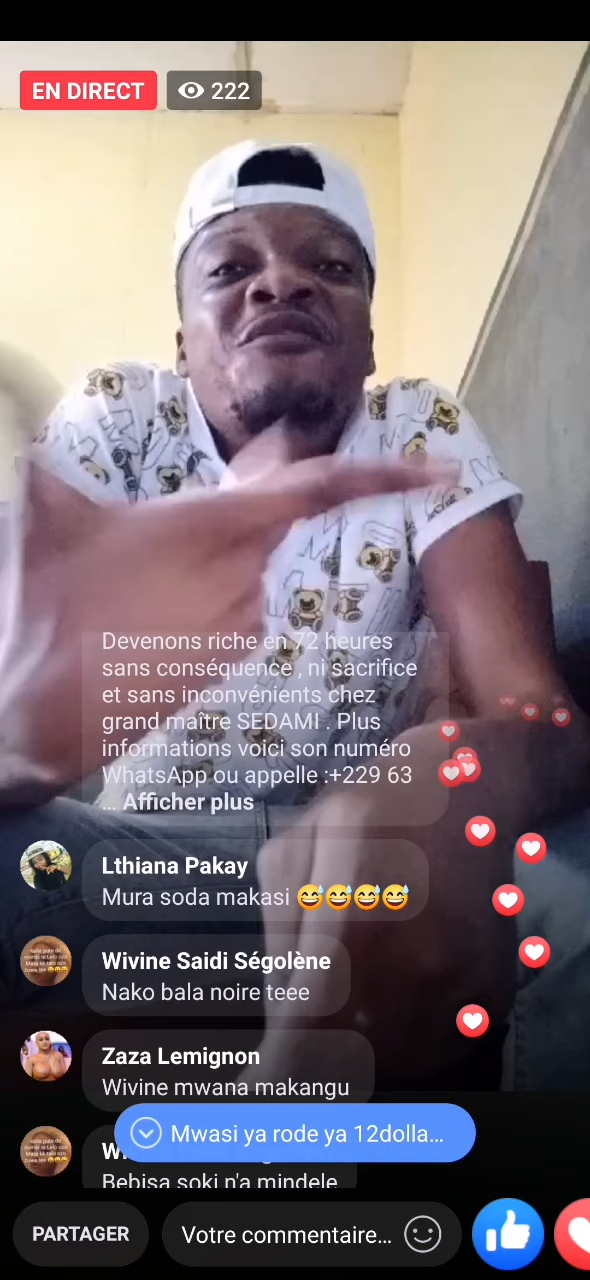 EN DIRECT
222
Devenons riche en 72 heures
sans conséquence , ni sacrifice
et sans inconvénients chez
grand maître SEDAMI . Plus
informations voici son numéro
WhatsApp ou appelle :+229 63
... Afficher plus
Lthiana Pakay
Mura soda makasi 😅😅😅😅
Wivine Saidi Ségolène
Nako bala noire teee
Zaza Lemignon
Wivine mwana makangu
Mwasi ya rode ya 12dolla...
Bebisa soki n'a mindele
PARTAGER
Votre commentaire...